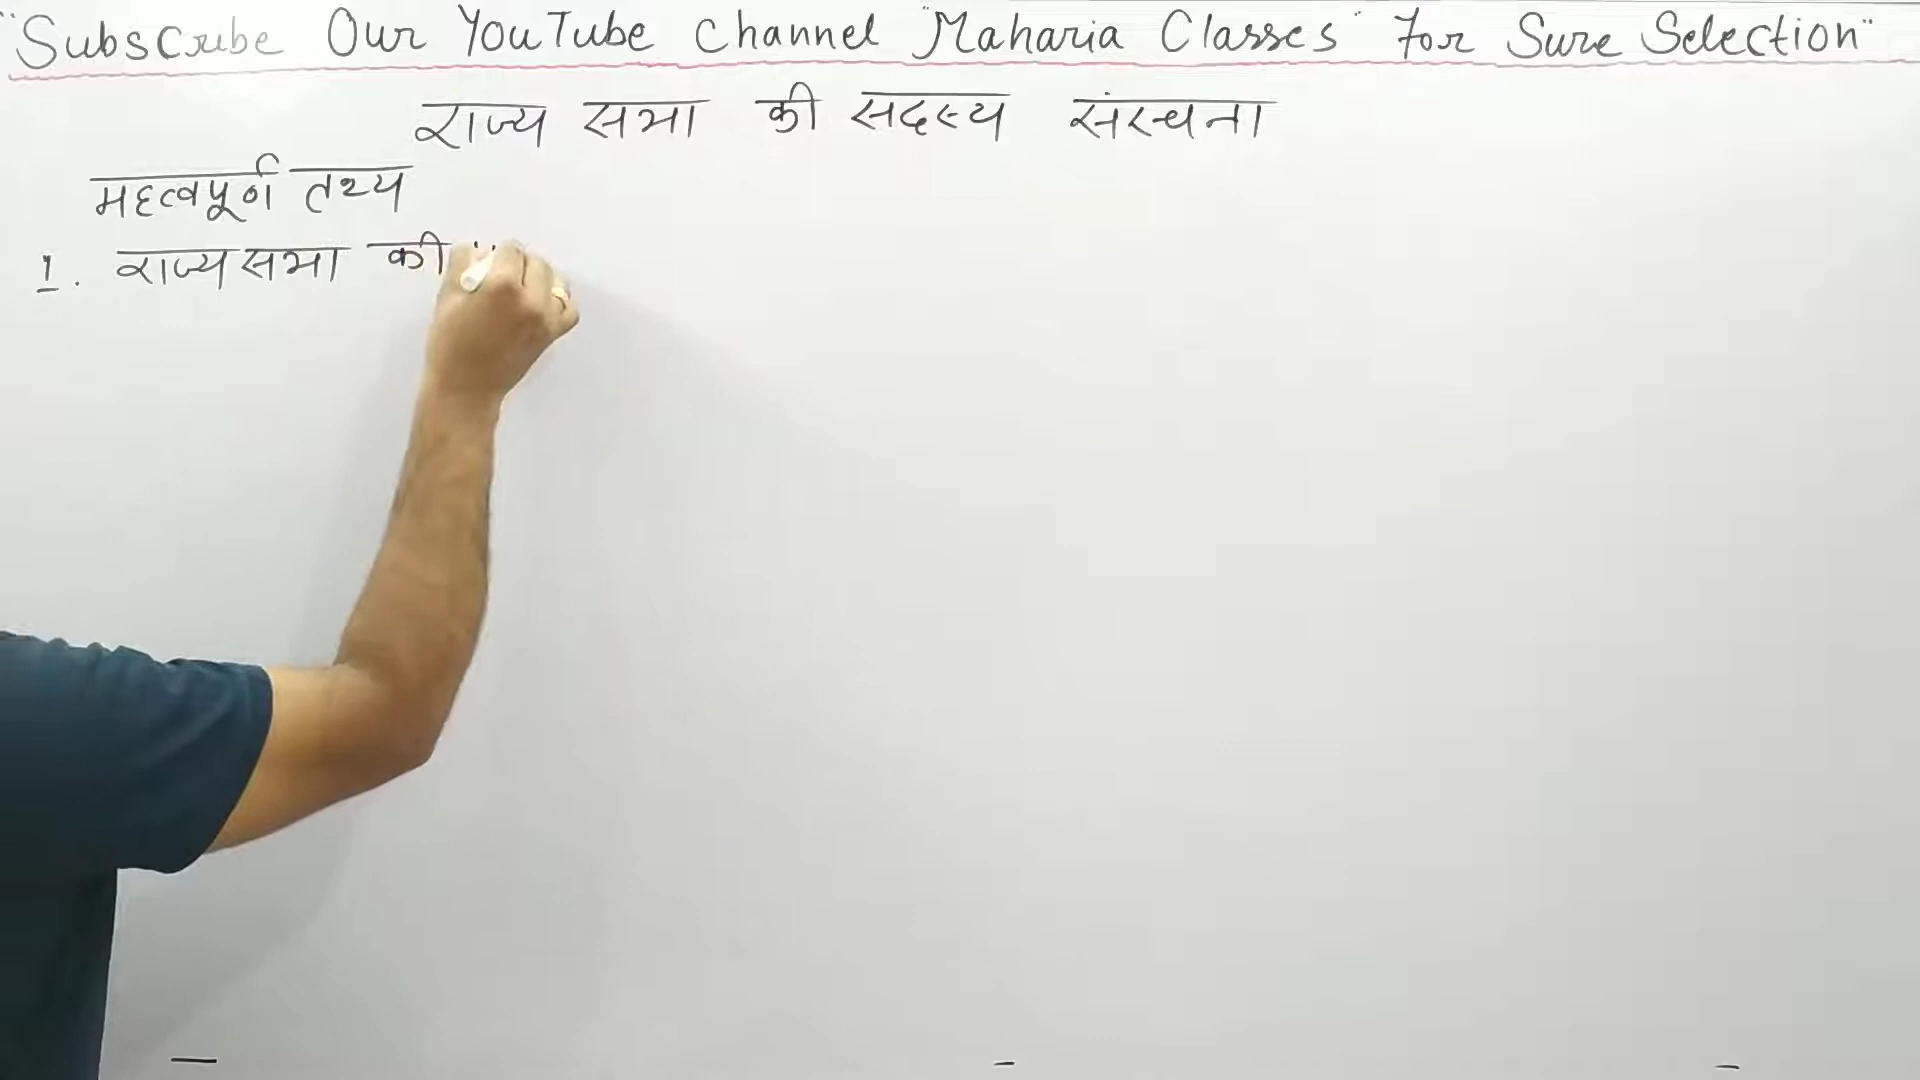 "Subscribe Our YouTube Channel "Maharia Classes" For Sure Selection"
राज्य सभा की सदस्य संरचना
महत्वपूर्ण तथ्य
1. राज्यसभा की "